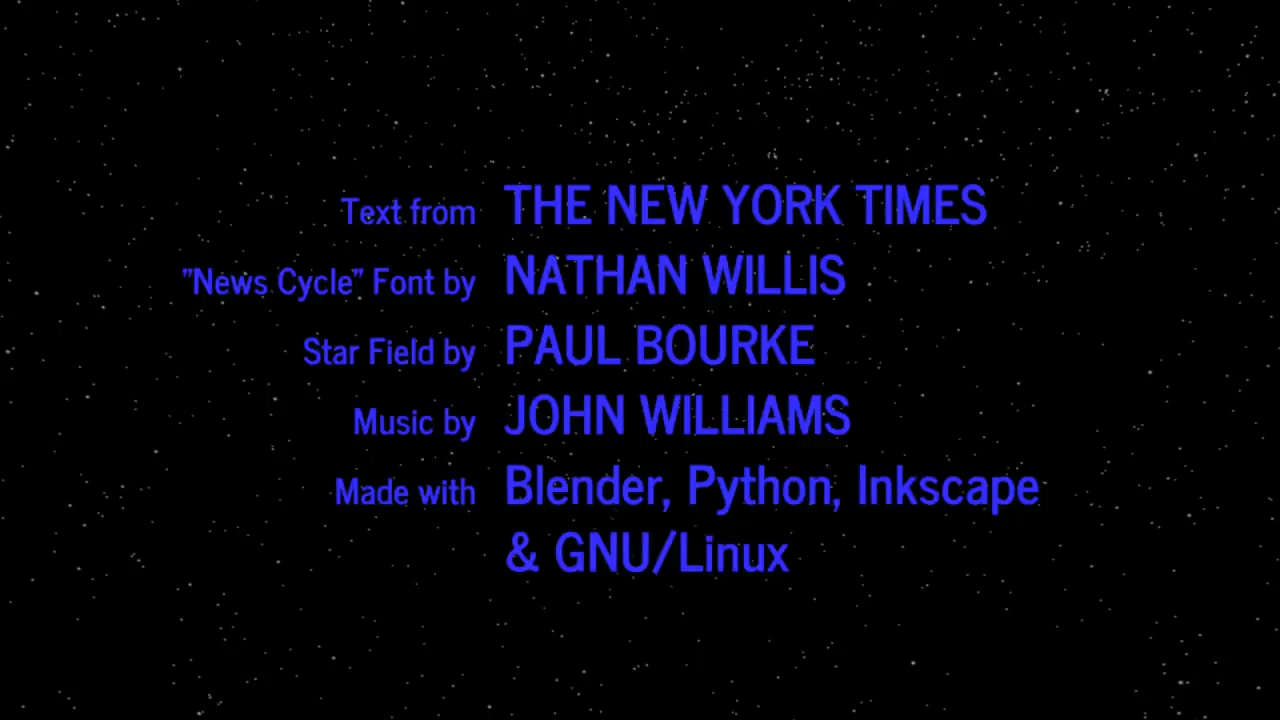 Text from THE NEW YORK TIMES
"News Cycle" Font by NATHAN WILLIS
Star Field by PAUL BOURKE
Music by JOHN WILLIAMS
Made with Blender, Python, Inkscape
& GNU/Linux